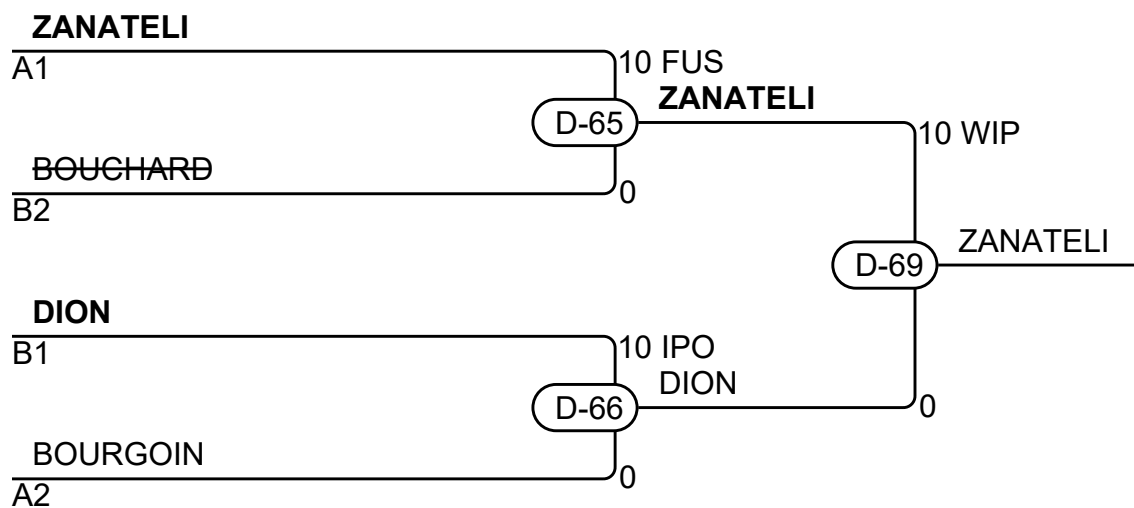 ZANATELI
A1
10 FUS
ZANATELI
D-65
10 WIP
BOUCHARD
B2
0
ZANATELI
D-69
DION
B1
10 IPO
DION
D-66
0
BOURGOIN
A2
0